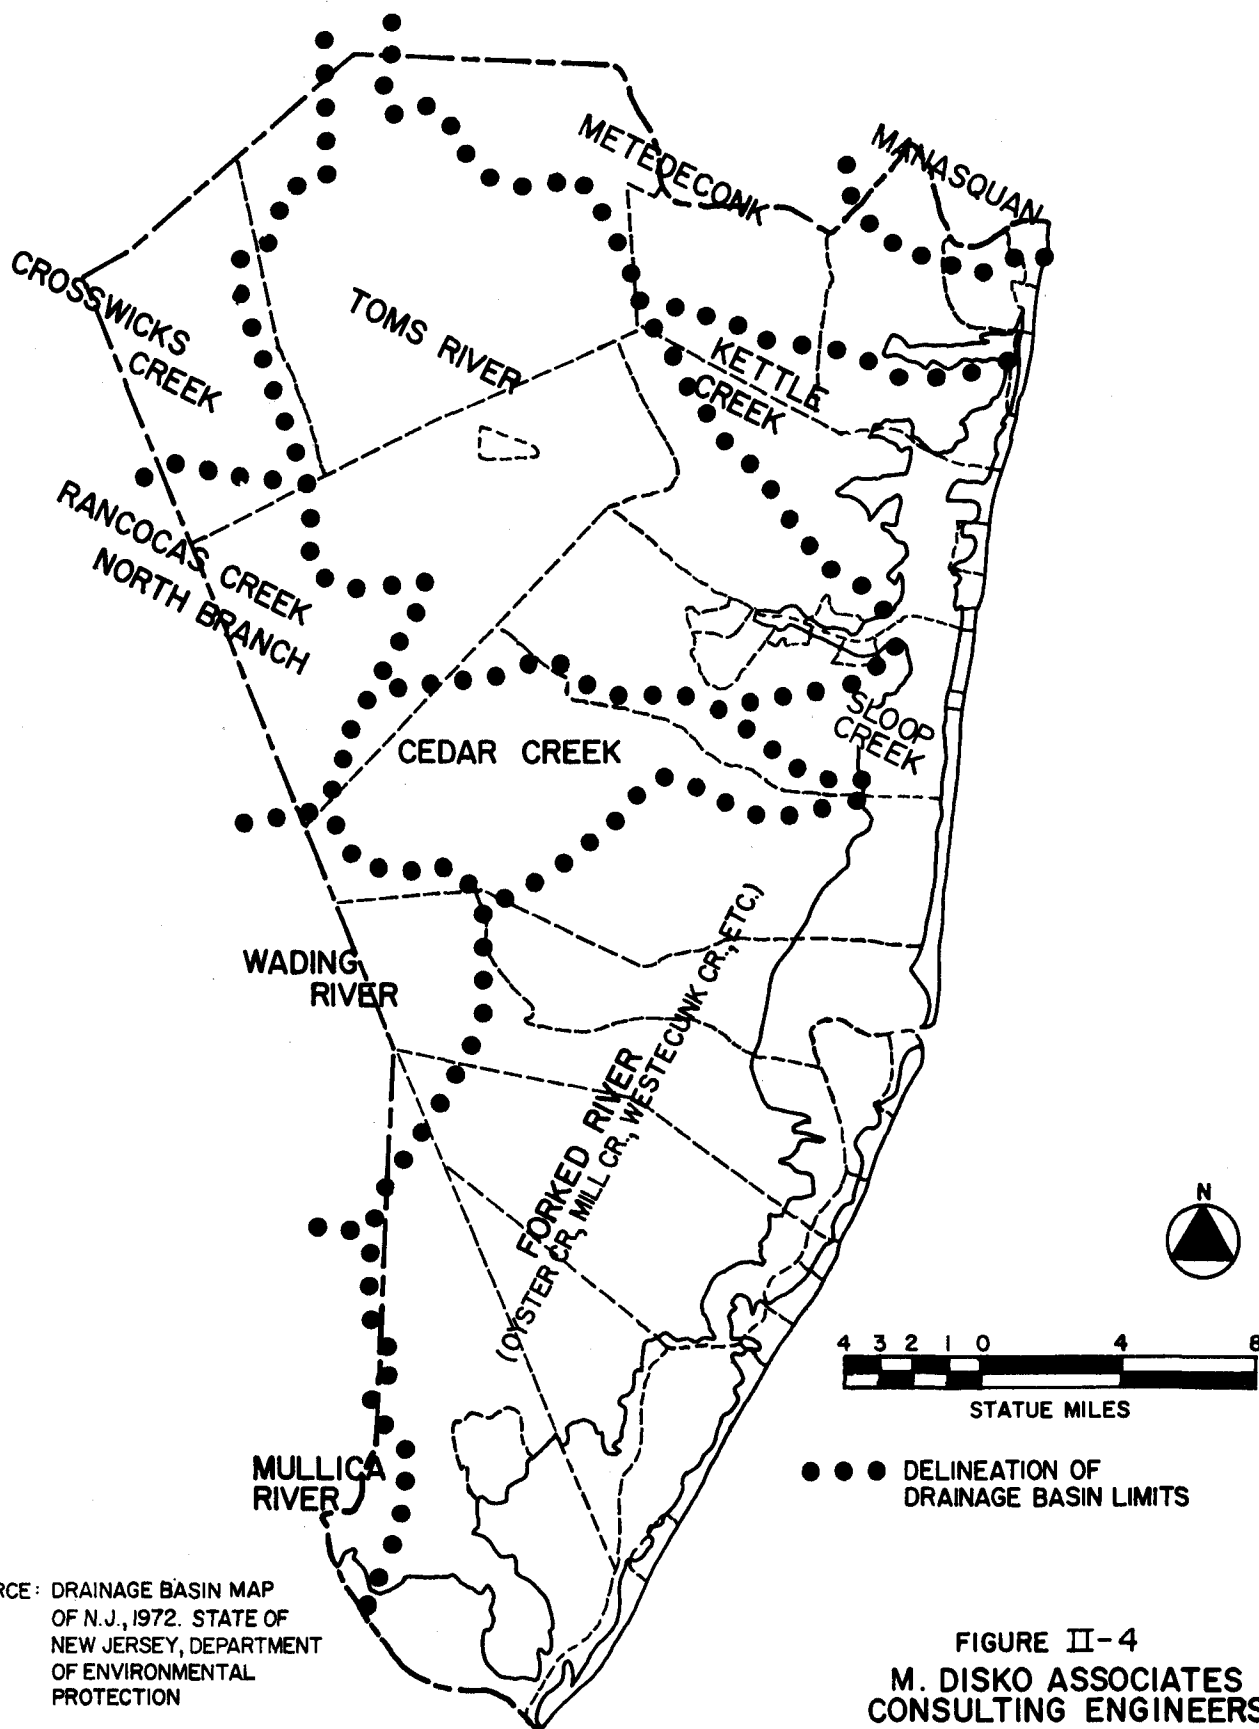 METEDECONK
MANASQUAN
CROSSWICKS
CREEK
TOMS RIVER
KETTLE
CREEK
RANCOCAS CREEK
NORTH BRANCH
SLOOP
CREEK
CEDAR CREEK
WADING
RIVER
FORKED RIVER
(OYSTER CR., MILL CR., WESTECUNK CR., ETC.)
N
4 3 2 1 0 4 8
STATUE MILES
MULLICA
RIVER
DELINEATION OF
DRAINAGE BASIN LIMITS
RCE: DRAINAGE BASIN MAP
OF N.J., 1972. STATE OF
NEW JERSEY, DEPARTMENT
OF ENVIRONMENTAL
PROTECTION
FIGURE II-4
M. DISKO ASSOCIATES
CONSULTING ENGINEERS